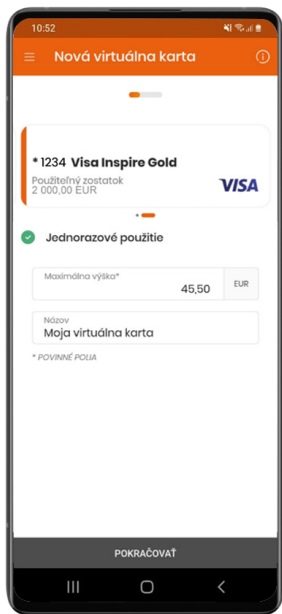 10:52
Nová virtuálna karta
* 1234 Visa Inspire Gold
Použiteľný zostatok
2 000,00 EUR
VISA
Jednorazové použitie
Maximálna výška*
45,50 EUR
Názov
Moja virtuálna karta
* POVINNÉ POLIA
POKRAČOVAŤ